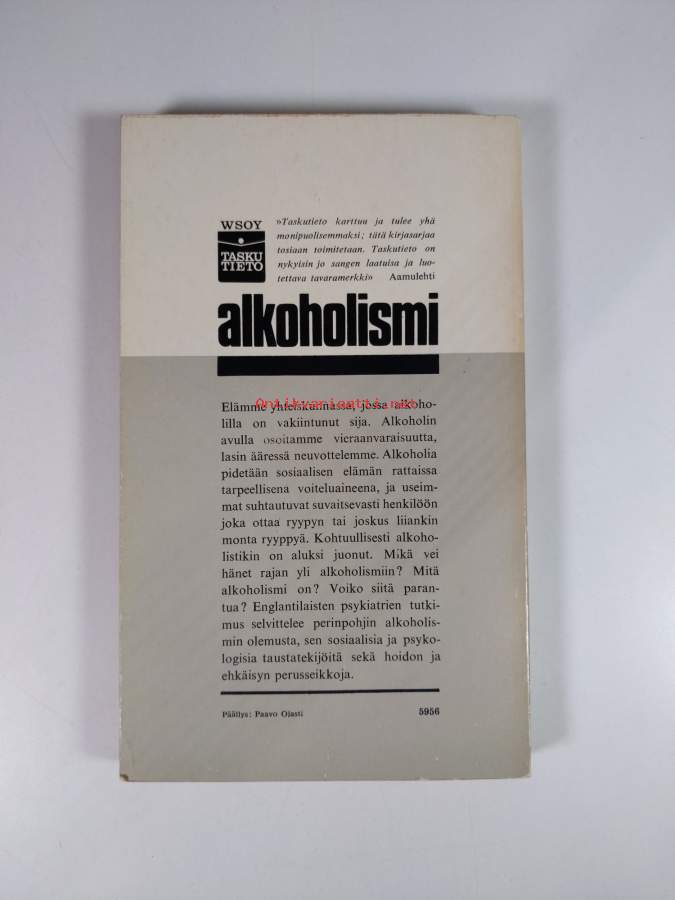 WSOY
TASKU
TIETO
»Taskutieto karttuu ja tulee yhä
monipuolisemmaksi; tätä kirjasarjaa
tosiaan toimitetaan. Taskutieto on
nykyisin jo sangen laatuisa ja luo-
tettava tavaramerkki» Aamulehti
alkoholismi
Antikvariaatti.net
Elämme yhteiskunnassa, jossa alkoho-
lilla on vakiintunut sija. Alkoholin
avulla osoitamme vieraanvaraisuutta,
lasin ääressä neuvottelemme. Alkoholia
pidetään sosiaalisen elämän rattaissa
tarpeellisena voiteluaineena, ja useim-
mat suhtautuvat suvaitsevasti henkilöön
joka ottaa ryypyn tai joskus liiankin
monta ryyppyä. Kohtuullisesti alkoho-
listikin on aluksi juonut. Mikä vei
hänet rajan yli alkoholismiin? Mitä
alkoholismi on? Voiko siitä paran-
tua? Englantilaisten psykiatrien tutki-
mus selvittelee perinpohjin alkoholis-
min olemusta, sen sosiaalisia ja psyko-
logisia taustatekijöitä sekä hoidon ja
ehkäisyn perusseikkoja.
Päällys: Paavo Ojasti 5956